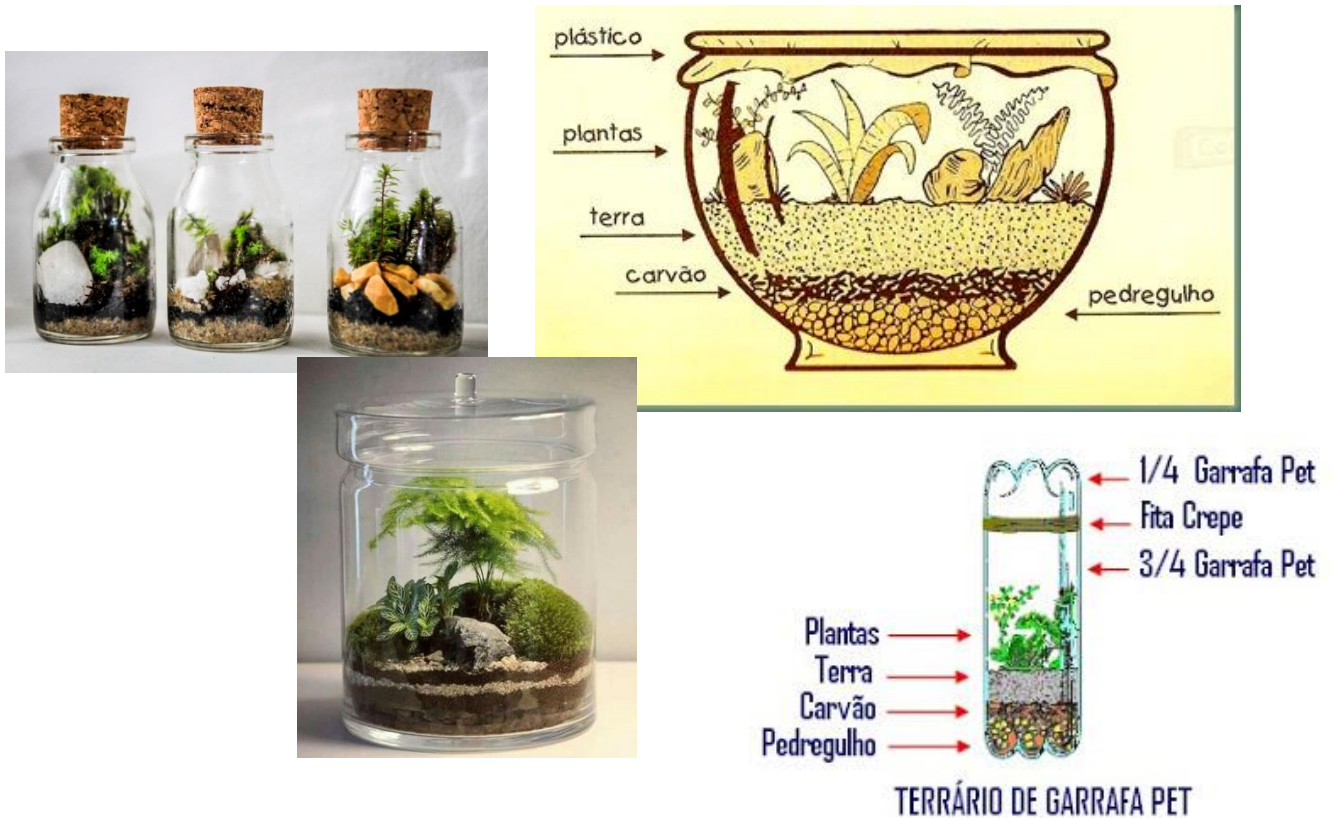 plástico
plantas
terra
carvão
pedregulho
1/4 Garrafa Pet
Fita Crepe
3/4 Garrafa Pet
Plantas
Terra
Carvão
Pedregulho
TERRÁRIO DE GARRAFA PET